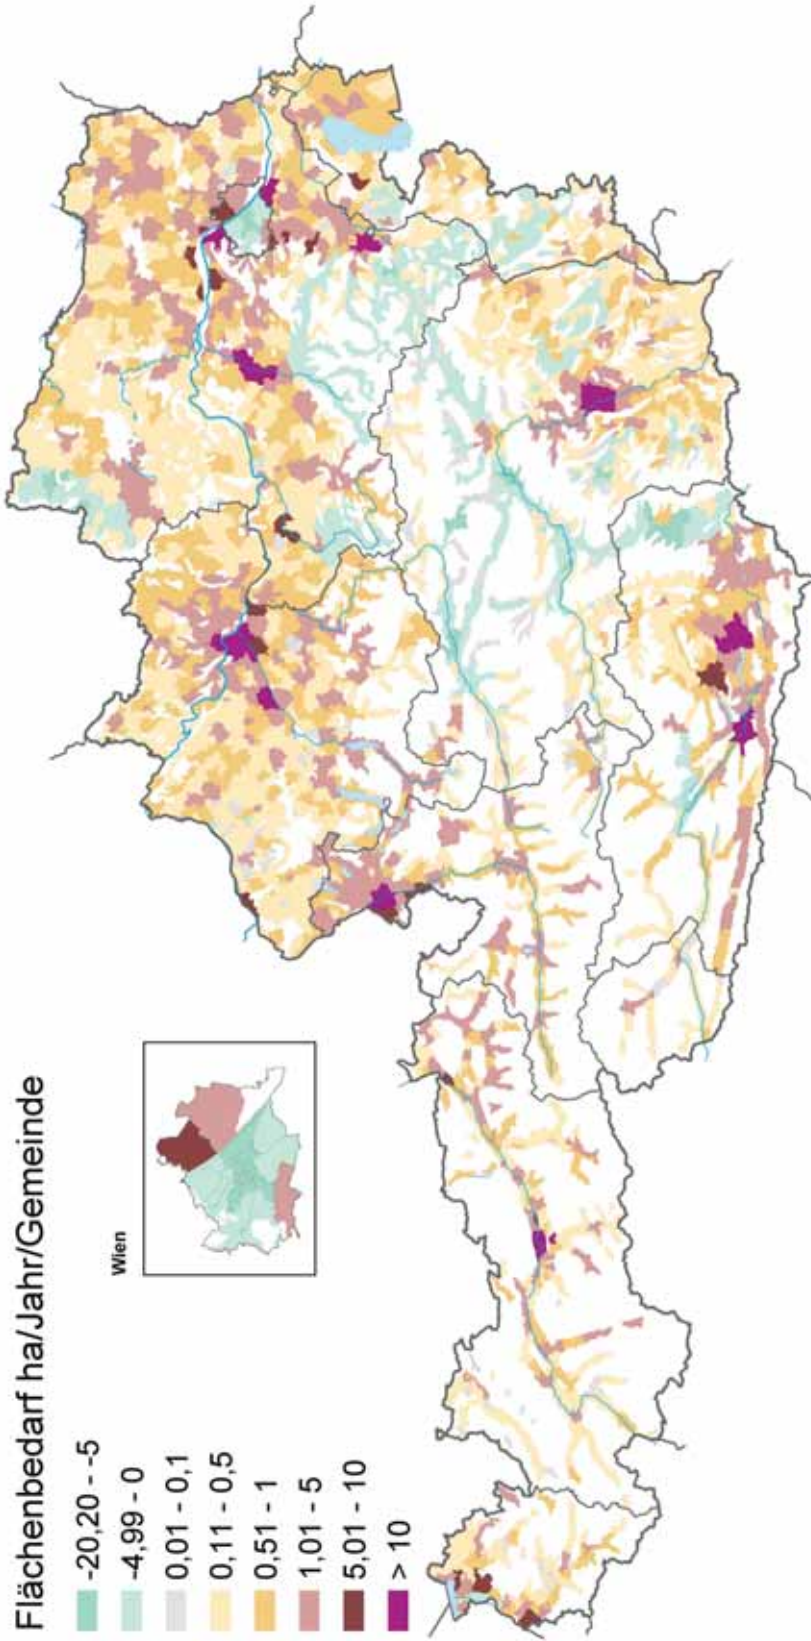 Flächenbedarf ha/Jahr/Gemeinde
-20,20 - -5
-4,99 - 0
0,01 - 0,1
0,11 - 0,5
0,51 - 1
1,01 - 5
5,01 - 10
> 10
Wien